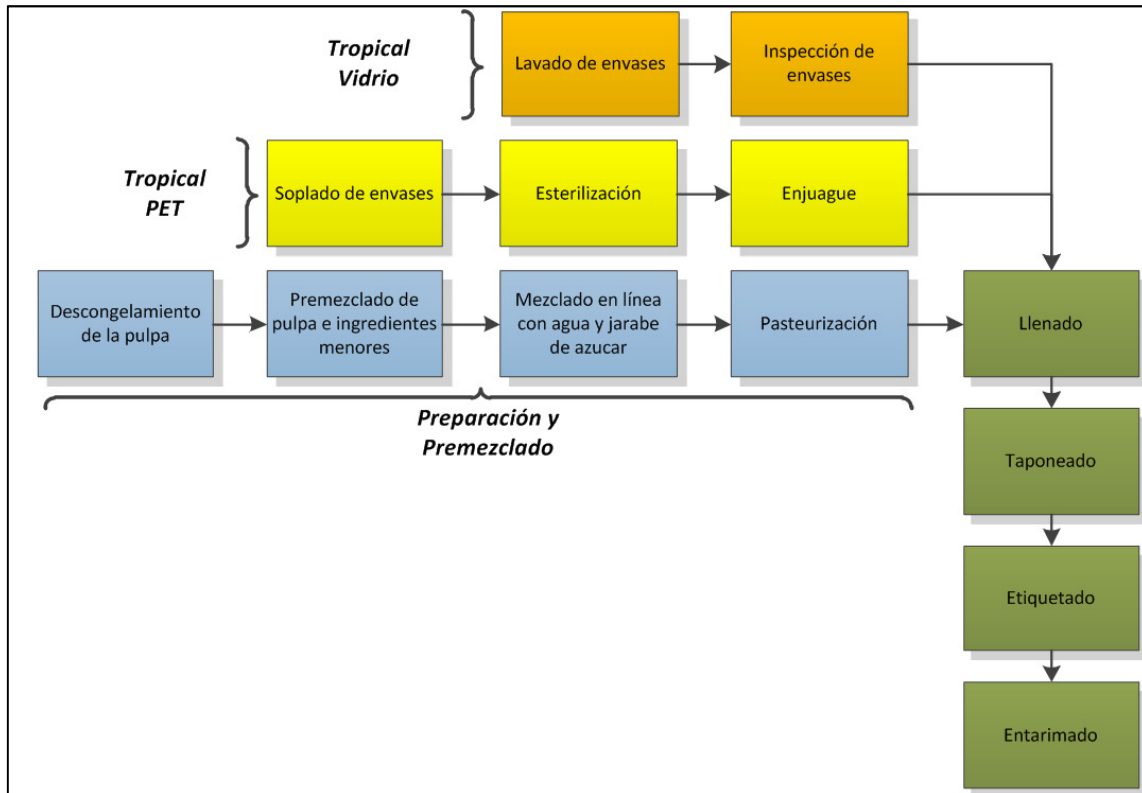 Tropical
Vidrio
Lavado de envases
Inspección de
envases
Tropical
PET
Soplado de envases
Esterilización
Enjuague
Descongelamiento
de la pulpa
Premezclado de
pulpa e ingredientes
menores
Mezclado en línea
con agua y jarabe
de azucar
Pasteurización
Llenado
Preparación y
Premezclado
Taponeado
Etiquetado
Entarimado